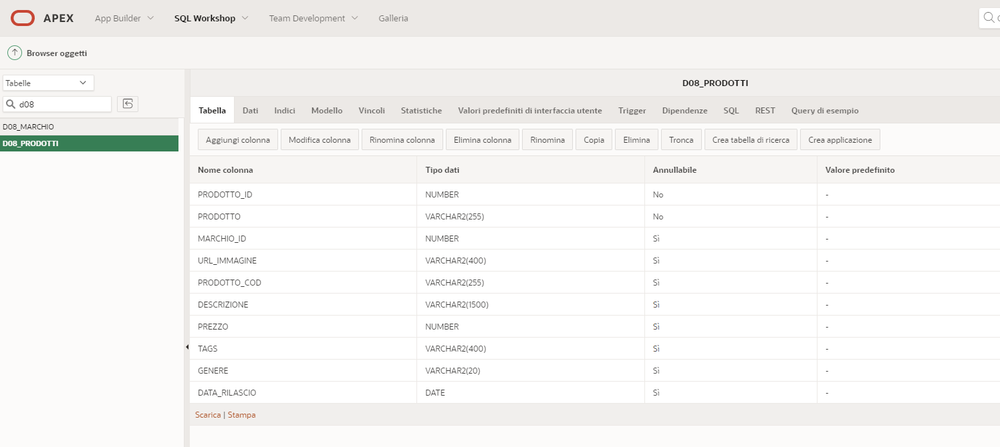 APEX App Builder SQL Workshop Team Development Galleria
Browser oggetti
Tabelle
d08
D08_MARCHIO
D08_PRODOTTI
D08_PRODOTTI
Tabella Dati Indici Modello Vincoli Statistiche Valori predefiniti di interfaccia utente Trigger Dipendenze SQL REST Query di esempio
Aggiungi colonna Modifica colonna Rinomina colonna Elimina colonna Rinomina Copia Elimina Tronca Crea tabella di ricerca Crea applicazione
Nome colonna Tipo dati Annullabile Valore predefinito
PRODOTTO_ID NUMBER No -
PRODOTTO VARCHAR2(255) No -
MARCHIO_ID NUMBER Sì -
URL_IMMAGINE VARCHAR2(400) Sì -
PRODOTTO_COD VARCHAR2(255) Sì -
DESCRIZIONE VARCHAR2(1500) Sì -
PREZZO NUMBER Sì -
TAGS VARCHAR2(400) Sì -
GENERE VARCHAR2(20) Sì -
DATA_RILASCIO DATE Sì -
Scarica | Stampa